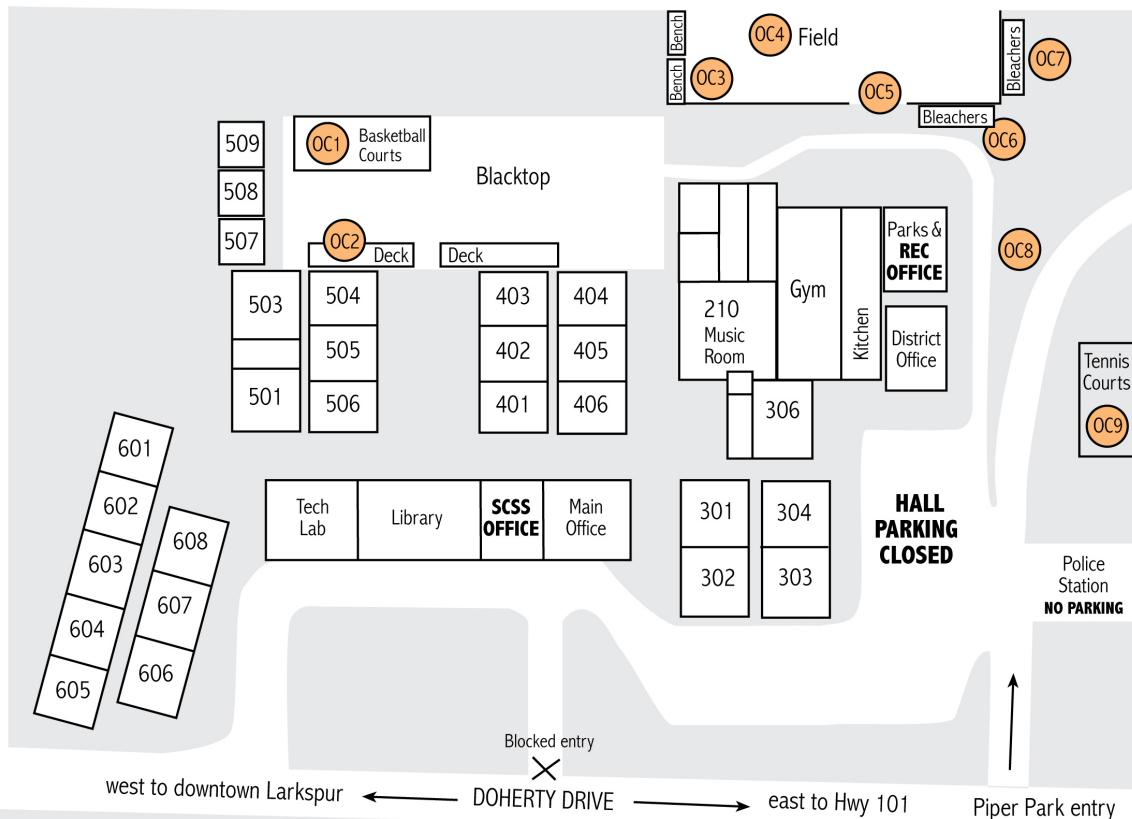 Bench
Bench
OC4
Field
OC3
OC5
Bleachers
OC7
Bleachers
OC6
509
508
507
OC1
Basketball
Courts
Blacktop
OC2
Deck
Deck
Parks &
REC
OFFICE
OC8
503
501
504
505
506
403
402
401
404
405
406
210
Music
Room
Gym
Kitchen
District
Office
306
Tennis
Courts
OC9
601
602
603
604
605
608
607
606
Tech
Lab
Library
SCSS
OFFICE
Main
Office
301
302
304
303
HALL
PARKING
CLOSED
Police
Station
NO PARKING
Blocked entry
west to downtown Larkspur
DOHERTY DRIVE
east to Hwy 101
Piper Park entry